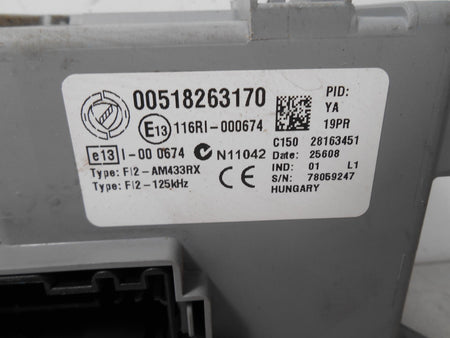 00518263170
E13 116RI-000674
e13 I-00 0674 N11042
Type: FI2-AM433RX
Type: FI2-125kHz
CE
PID:
YA
19PR
C150 28163451
Date: 25608
IND: 01 L1
S/N: 78059247
HUNGARY